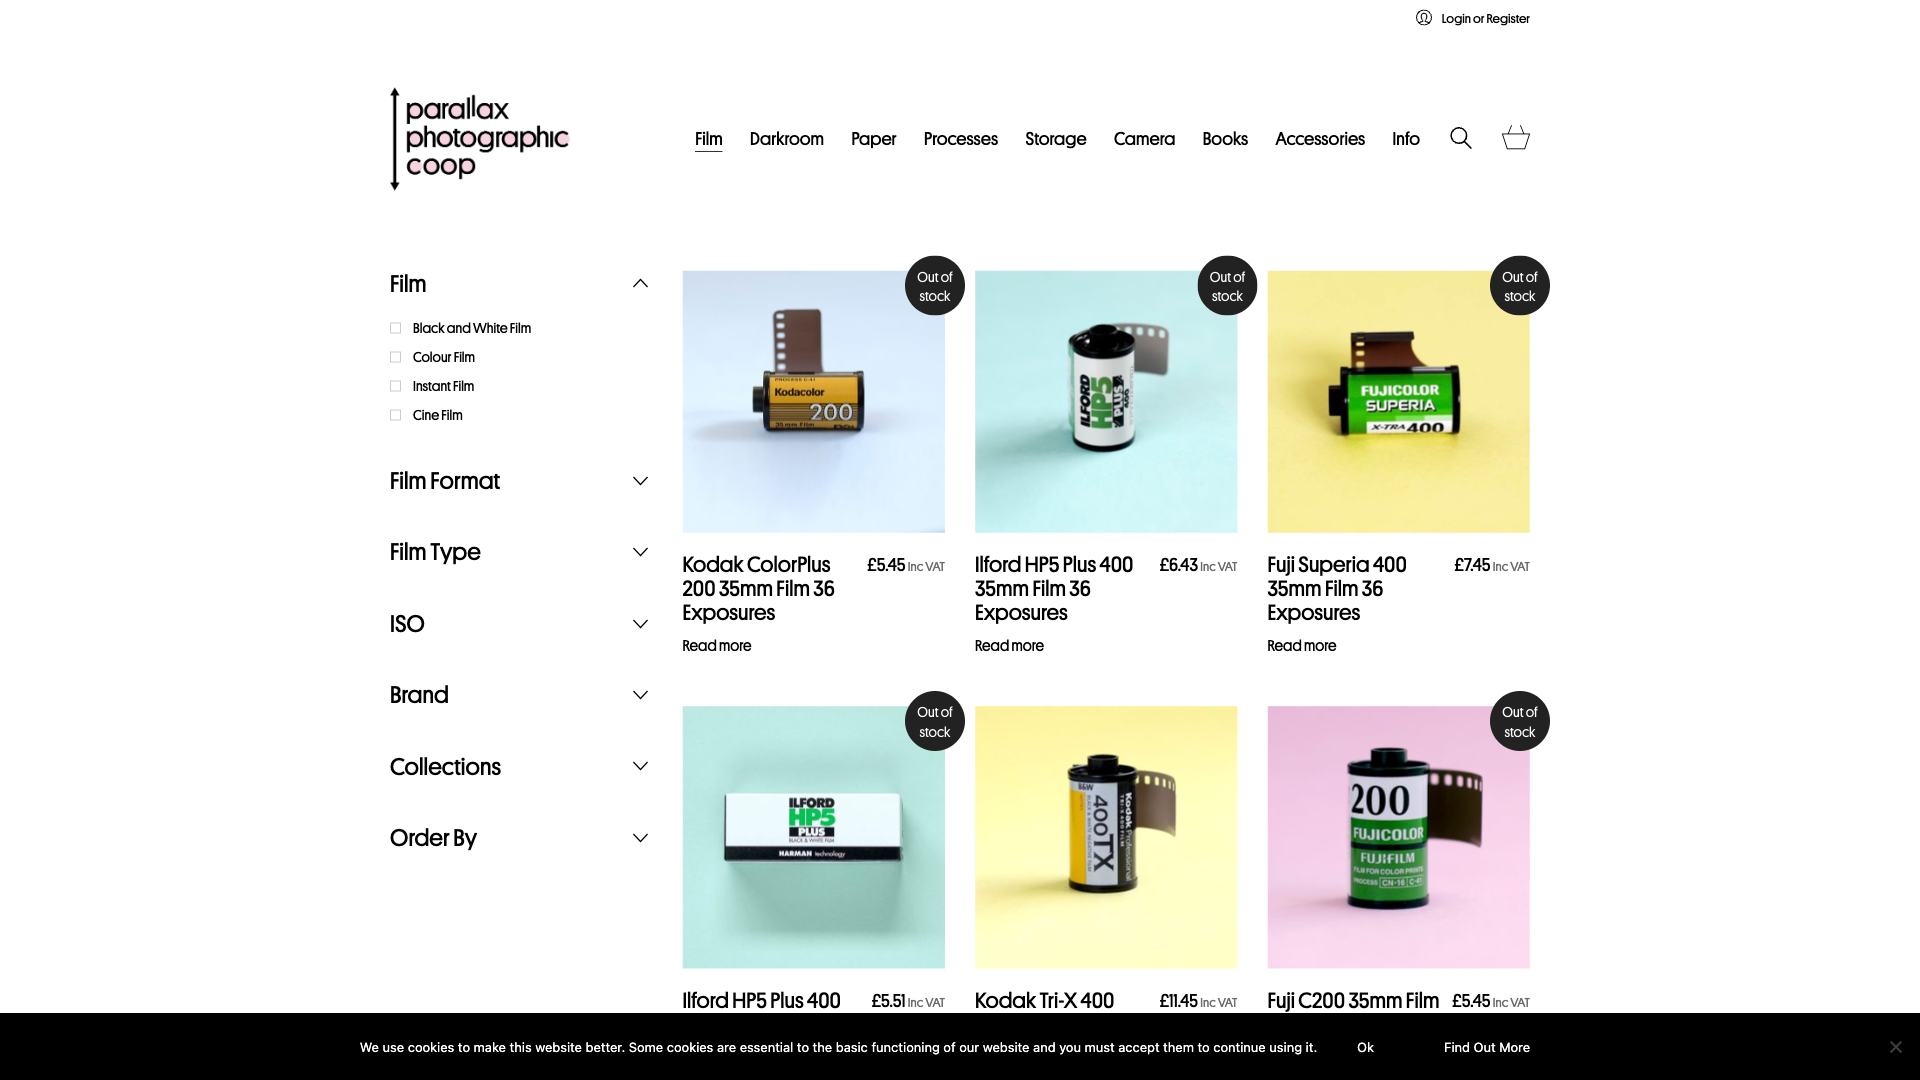 Login or Register
parallax
photographic
coop
Film
Darkroom
Paper
Processes
Storage
Camera
Books
Accessories
Info
Film
Black and White Film
Colour Film
Instant Film
Cine Film
Film Format
Film Type
ISO
Brand
Collections
Order By
Out of
stock
PROCESS C-41
Kodacolor
200
35mm Film
Kodak ColorPlus
200 35mm Film 36
Exposures
£5.45 Inc VAT
Read more
Out of
stock
ILFORD
HP5
PLUS
Ilford HP5 Plus 400
35mm Film 36
Exposures
£6.43 Inc VAT
Read more
Out of
stock
FUJICOLOR
SUPERIA
X-TRA 400
Fuji Superia 400
35mm Film 36
Exposures
£7.45 Inc VAT
Read more
Out of
stock
ILFORD
HP5
PLUS
BLACK & WHITE FILM
HARMAN technology
Ilford HP5 Plus 400
£5.51 Inc VAT
B&W
400TX
Kodak Professional
TRI-X 400 FILM
Kodak Tri-X 400
£11.45 Inc VAT
Out of
stock
200
FUJICOLOR
FUJIFILM
FILM FOR COLOR PRINTS
PROCESS CN-16 C-41
Fuji C200 35mm Film
£5.45 Inc VAT
We use cookies to make this website better. Some cookies are essential to the basic functioning of our website and you must accept them to continue using it.
Ok
Find Out More